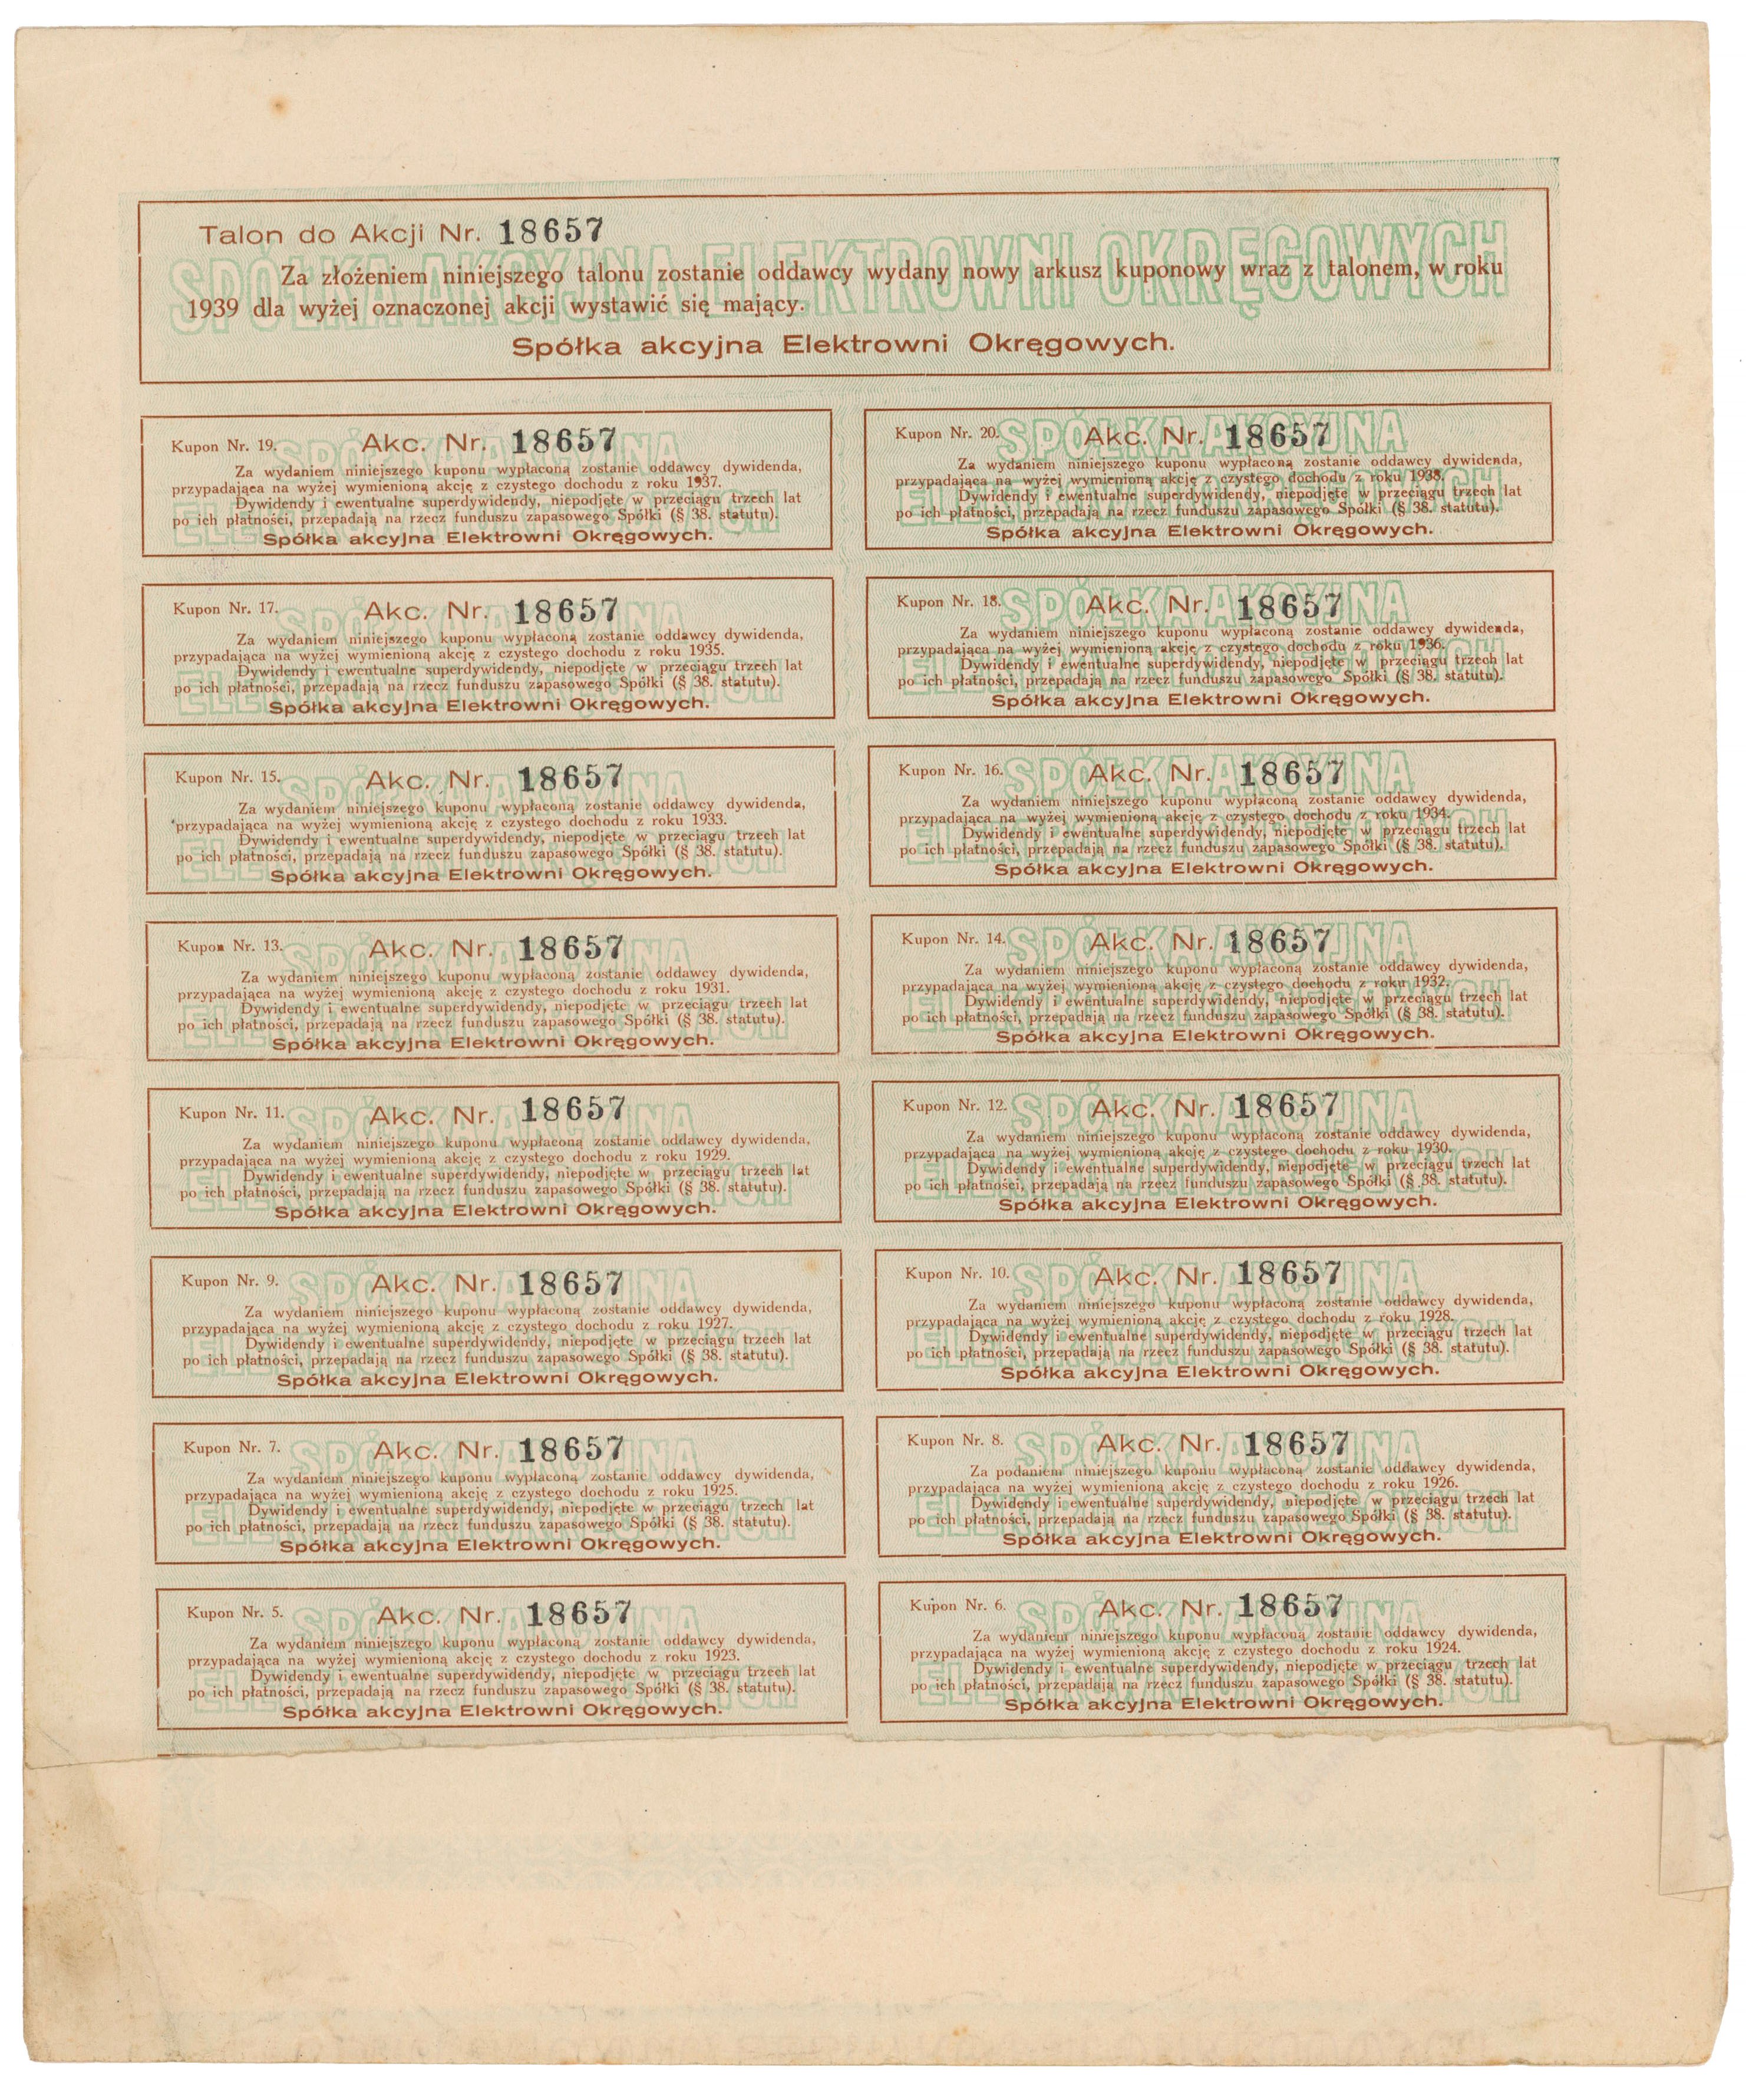 Talon do Akcji Nr. 18657
Za złożeniem niniejszego talonu zostanie oddawcy wydany nowy arkusz kuponowy wraz z talonem, w roku
1939 dla wyżej oznaczonej akcji wystawić się mający.
Spółka akcyjna Elektrowni Okręgowych.
SPÓŁKA AKCYJNA ELEKTROWNI OKRĘGOWYCH
Kupon Nr. 19. Akc. Nr. 18657
Za wydaniem niniejszego kuponu wypłaconą zostanie oddawcy dywidenda,
przypadająca na wyżej wymienioną akcję z czystego dochodu z roku 1937.
Dywidendy i ewentualne superdywidendy, niepodjęte w przeciągu trzech lat
po ich płatności, przepadają na rzecz funduszu zapasowego Spółki (§ 38. statutu).
Spółka akcyjna Elektrowni Okręgowych.
Kupon Nr. 20. Akc. Nr. 18657
Za wydaniem niniejszego kuponu wypłaconą zostanie oddawcy dywidenda,
przypadająca na wyżej wymienioną akcję z czystego dochodu z roku 1938.
Dywidendy i ewentualne superdywidendy, niepodjęte w przeciągu trzech lat
po ich płatności, przepadają na rzecz funduszu zapasowego Spółki (§ 38. statutu).
Spółka akcyjna Elektrowni Okręgowych.
Kupon Nr. 17. Akc. Nr. 18657
Za wydaniem niniejszego kuponu wypłaconą zostanie oddawcy dywidenda,
przypadająca na wyżej wymienioną akcję z czystego dochodu z roku 1935.
Dywidendy i ewentualne superdywidendy, niepodjęte w przeciągu trzech lat
po ich płatności, przepadają na rzecz funduszu zapasowego Spółki (§ 38. statutu).
Spółka akcyjna Elektrowni Okręgowych.
Kupon Nr. 18. Akc. Nr. 18657
Za wydaniem niniejszego kuponu wypłaconą zostanie oddawcy dywidenda,
przypadająca na wyżej wymienioną akcję z czystego dochodu z roku 1936.
Dywidendy i ewentualne superdywidendy, niepodjęte w przeciągu trzech lat
po ich płatności, przepadają na rzecz funduszu zapasowego Spółki (§ 38. statutu).
Spółka akcyjna Elektrowni Okręgowych.
Kupon Nr. 15. Akc. Nr. 18657
Za wydaniem niniejszego kuponu wypłaconą zostanie oddawcy dywidenda,
przypadająca na wyżej wymienioną akcję z czystego dochodu z roku 1933.
Dywidendy i ewentualne superdywidendy, niepodjęte w przeciągu trzech lat
po ich płatności, przepadają na rzecz funduszu zapasowego Spółki (§ 38. statutu).
Spółka akcyjna Elektrowni Okręgowych.
Kupon Nr. 16. Akc. Nr. 18657
Za wydaniem niniejszego kuponu wypłaconą zostanie oddawcy dywidenda,
przypadająca na wyżej wymienioną akcję z czystego dochodu z roku 1934.
Dywidendy i ewentualne superdywidendy, niepodjęte w przeciągu trzech lat
po ich płatności, przepadają na rzecz funduszu zapasowego Spółki (§ 38. statutu).
Spółka akcyjna Elektrowni Okręgowych.
Kupon Nr. 13. Akc. Nr. 18657
Za wydaniem niniejszego kuponu wypłaconą zostanie oddawcy dywidenda,
przypadająca na wyżej wymienioną akcję z czystego dochodu z roku 1931.
Dywidendy i ewentualne superdywidendy, niepodjęte w przeciągu trzech lat
po ich płatności, przepadają na rzecz funduszu zapasowego Spółki (§ 38. statutu).
Spółka akcyjna Elektrowni Okręgowych.
Kupon Nr. 14. Akc. Nr. 18657
Za wydaniem niniejszego kuponu wypłaconą zostanie oddawcy dywidenda,
przypadająca na wyżej wymienioną akcję z czystego dochodu z roku 1932.
Dywidendy i ewentualne superdywidendy, niepodjęte w przeciągu trzech lat
po ich płatności, przepadają na rzecz funduszu zapasowego Spółki (§ 38. statutu).
Spółka akcyjna Elektrowni Okręgowych.
Kupon Nr. 11. Akc. Nr. 18657
Za wydaniem niniejszego kuponu wypłaconą zostanie oddawcy dywidenda,
przypadająca na wyżej wymienioną akcję z czystego dochodu z roku 1929.
Dywidendy i ewentualne superdywidendy, niepodjęte w przeciągu trzech lat
po ich płatności, przepadają na rzecz funduszu zapasowego Spółki (§ 38. statutu).
Spółka akcyjna Elektrowni Okręgowych.
Kupon Nr. 12. Akc. Nr. 18657
Za wydaniem niniejszego kuponu wypłaconą zostanie oddawcy dywidenda,
przypadająca na wyżej wymienioną akcję z czystego dochodu z roku 1930.
Dywidendy i ewentualne superdywidendy, niepodjęte w przeciągu trzech lat
po ich płatności, przepadają na rzecz funduszu zapasowego Spółki (§ 38. statutu).
Spółka akcyjna Elektrowni Okręgowych.
Kupon Nr. 9. Akc. Nr. 18657
Za wydaniem niniejszego kuponu wypłaconą zostanie oddawcy dywidenda,
przypadająca na wyżej wymienioną akcję z czystego dochodu z roku 1927.
Dywidendy i ewentualne superdywidendy, niepodjęte w przeciągu trzech lat
po ich płatności, przepadają na rzecz funduszu zapasowego Spółki (§ 38. statutu).
Spółka akcyjna Elektrowni Okręgowych.
Kupon Nr. 10. Akc. Nr. 18657
Za wydaniem niniejszego kuponu wypłaconą zostanie oddawcy dywidenda,
przypadająca na wyżej wymienioną akcję z czystego dochodu z roku 1928.
Dywidendy i ewentualne superdywidendy, niepodjęte w przeciągu trzech lat
po ich płatności, przepadają na rzecz funduszu zapasowego Spółki (§ 38. statutu).
Spółka akcyjna Elektrowni Okręgowych.
Kupon Nr. 7. Akc. Nr. 18657
Za wydaniem niniejszego kuponu wypłaconą zostanie oddawcy dywidenda,
przypadająca na wyżej wymienioną akcję z czystego dochodu z roku 1925.
Dywidendy i ewentualne superdywidendy, niepodjęte w przeciągu trzech lat
po ich płatności, przepadają na rzecz funduszu zapasowego Spółki (§ 38. statutu).
Spółka akcyjna Elektrowni Okręgowych.
Kupon Nr. 8. Akc. Nr. 18657
Za podaniem niniejszego kuponu wypłaconą zostanie oddawcy dywidenda,
przypadająca na wyżej wymienioną akcję z czystego dochodu z roku 1926.
Dywidendy i ewentualne superdywidendy, niepodjęte w przeciągu trzech lat
po ich płatności, przepadają na rzecz funduszu zapasowego Spółki (§ 38. statutu).
Spółka akcyjna Elektrowni Okręgowych.
Kupon Nr. 5. Akc. Nr. 18657
Za wydaniem niniejszego kuponu wypłaconą zostanie oddawcy dywidenda,
przypadająca na wyżej wymienioną akcję z czystego dochodu z roku 1923.
Dywidendy i ewentualne superdywidendy, niepodjęte w przeciągu trzech lat
po ich płatności, przepadają na rzecz funduszu zapasowego Spółki (§ 38. statutu).
Spółka akcyjna Elektrowni Okręgowych.
Kupon Nr. 6. Akc. Nr. 18657
Za wydaniem niniejszego kuponu wypłaconą zostanie oddawcy dywidenda,
przypadająca na wyżej wymienioną akcję z czystego dochodu z roku 1924.
Dywidendy i ewentualne superdywidendy, niepodjęte w przeciągu trzech lat
po ich płatności, przepadają na rzecz funduszu zapasowego Spółki (§ 38. statutu).
Spółka akcyjna Elektrowni Okręgowych.